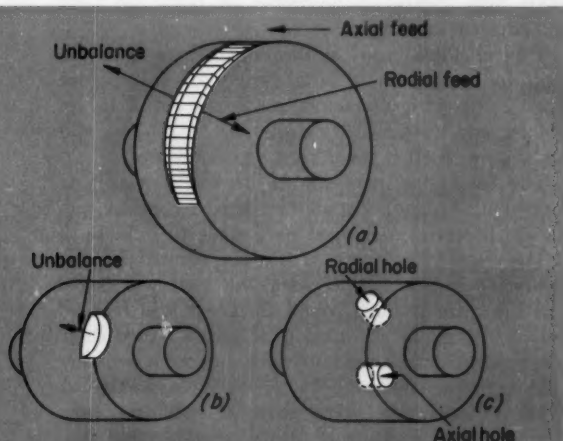 Axial feed
Unbalance
Radial feed
(a)
Unbalance
Radial hole
(b)
(c)
Axial hole